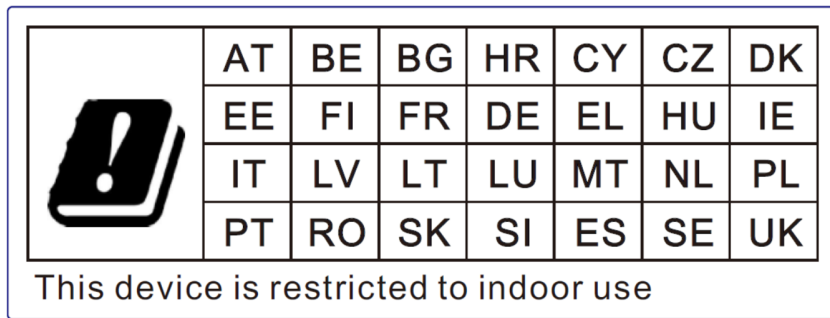 AT BE BG HR CY CZ DK
EE FI FR DE EL HU IE
IT LV LT LU MT NL PL
PT RO SK SI ES SE UK
This device is restricted to indoor use